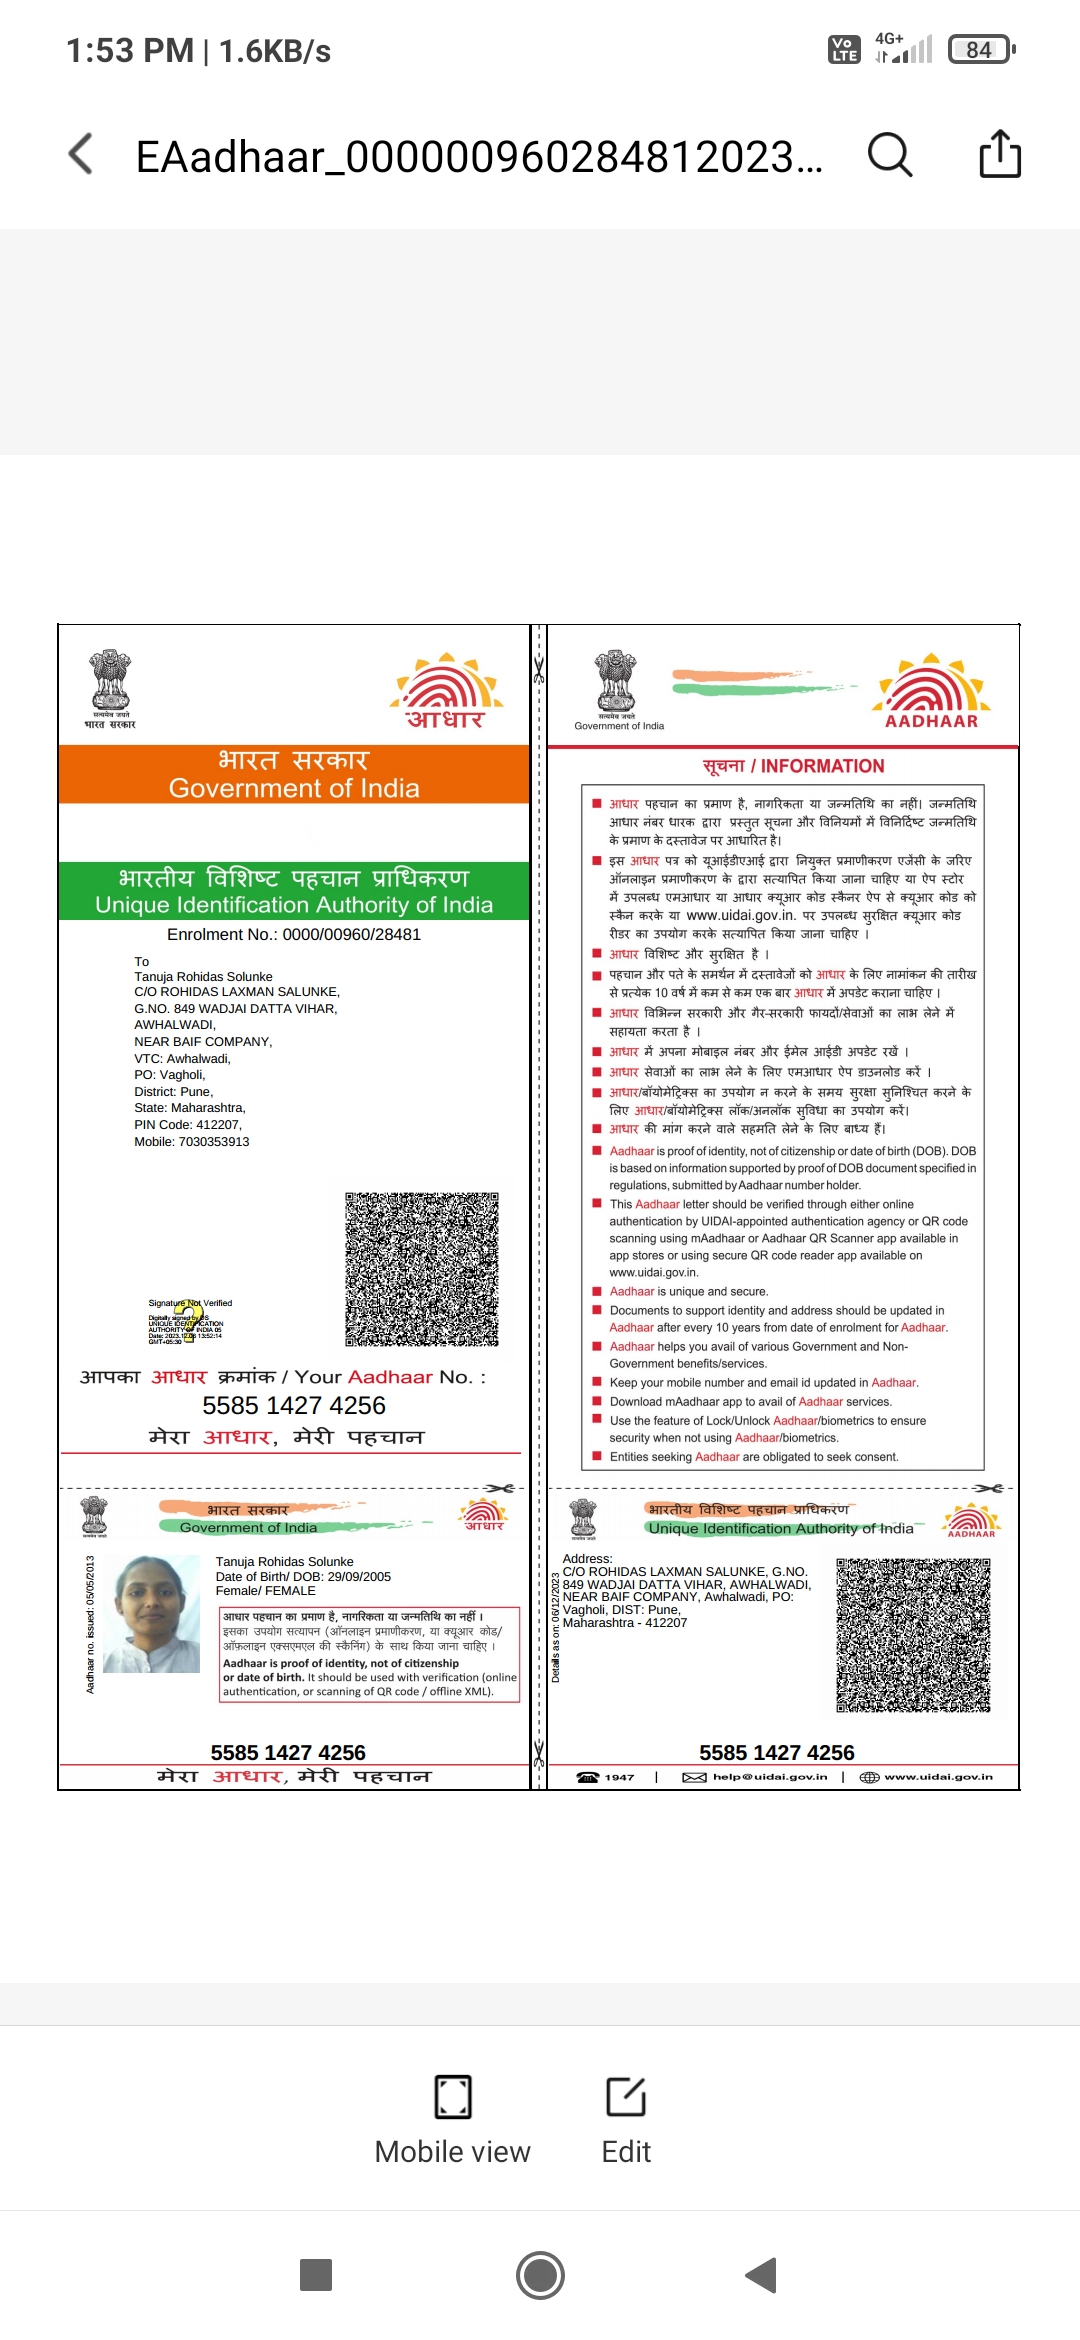 1:53 PM | 1.6KB/s
Vo LTE 4G+ 84
EAadhaar_000000960284812023...
सत्यमेव जयते
भारत सरकार
आधार
भारत सरकार
Government of India
भारतीय विशिष्ट पहचान प्राधिकरण
Unique Identification Authority of India
Enrolment No.: 0000/00960/28481
To
Tanuja Rohidas Solunke
C/O ROHIDAS LAXMAN SALUNKE,
G.NO. 849 WADJAI DATTA VIHAR,
AWHALWADI,
NEAR BAIF COMPANY,
VTC: Awhalwadi,
PO: Vagholi,
District: Pune,
State: Maharashtra,
PIN Code: 412207,
Mobile: 7030353913
Signature Not Verified
Digitally signed by DS
UNIQUE IDENTIFICATION
AUTHORITY OF INDIA 05
Date: 2023.12.06 13:52:14
GMT+05:30
आपका आधार क्रमांक / Your Aadhaar No. :
5585 1427 4256
मेरा आधार, मेरी पहचान
सत्यमेव जयते
Government of India
AADHAAR
सूचना / INFORMATION
आधार पहचान का प्रमाण है, नागरिकता या जन्मतिथि का नहीं। जन्मतिथि
आधार नंबर धारक द्वारा प्रस्तुत सूचना और विनियमों में विनिर्दिष्ट जन्मतिथि
के प्रमाण के दस्तावेज पर आधारित है।
इस आधार पत्र को यूआईडीएआई द्वारा नियुक्त प्रमाणीकरण एजेंसी के जरिए
ऑनलाइन प्रमाणीकरण के द्वारा सत्यापित किया जाना चाहिए या ऐप स्टोर
में उपलब्ध एमआधार या आधार क्यूआर कोड स्कैनर ऐप से क्यूआर कोड को
स्कैन करके या www.uidai.gov.in. पर उपलब्ध सुरक्षित क्यूआर कोड
रीडर का उपयोग करके सत्यापित किया जाना चाहिए ।
आधार विशिष्ट और सुरक्षित है ।
पहचान और पते के समर्थन में दस्तावेजों को आधार के लिए नामांकन की तारीख
से प्रत्येक 10 वर्ष में कम से कम एक बार आधार में अपडेट कराना चाहिए ।
आधार विभिन्न सरकारी और गैर-सरकारी फायदों/सेवाओं का लाभ लेने में
सहायता करता है ।
आधार में अपना मोबाइल नंबर और ईमेल आईडी अपडेट रखें ।
आधार सेवाओं का लाभ लेने के लिए एमआधार ऐप डाउनलोड करें ।
आधार/बॉयोमेट्रिक्स का उपयोग न करने के समय सुरक्षा सुनिश्चित करने के
लिए आधार/बॉयोमेट्रिक्स लॉक/अनलॉक सुविधा का उपयोग करें।
आधार की मांग करने वाले सहमति लेने के लिए बाध्य हैं।
Aadhaar is proof of identity, not of citizenship or date of birth (DOB). DOB
is based on information supported by proof of DOB document specified in
regulations, submitted by Aadhaar number holder.
This Aadhaar letter should be verified through either online
authentication by UIDAI-appointed authentication agency or QR code
scanning using mAadhaar or Aadhaar QR Scanner app available in
app stores or using secure QR code reader app available on
www.uidai.gov.in.
Aadhaar is unique and secure.
Documents to support identity and address should be updated in
Aadhaar after every 10 years from date of enrolment for Aadhaar.
Aadhaar helps you avail of various Government and Non-
Government benefits/services.
Keep your mobile number and email id updated in Aadhaar.
Download mAadhaar app to avail of Aadhaar services.
Use the feature of Lock/Unlock Aadhaar/biometrics to ensure
security when not using Aadhaar/biometrics.
Entities seeking Aadhaar are obligated to seek consent.
भारत सरकार
Government of India
आधार
Aadhaar no. issued: 05/05/2013
Tanuja Rohidas Solunke
Date of Birth/ DOB: 29/09/2005
Female/ FEMALE
आधार पहचान का प्रमाण है, नागरिकता या जन्मतिथि का नहीं ।
इसका उपयोग सत्यापन (ऑनलाइन प्रमाणीकरण, या क्यूआर कोड/
ऑफ़लाइन एक्सएमएल की स्कैनिंग) के साथ किया जाना चाहिए ।
Aadhaar is proof of identity, not of citizenship
or date of birth. It should be used with verification (online
authentication, or scanning of QR code / offline XML).
5585 1427 4256
मेरा आधार, मेरी पहचान
भारतीय विशिष्ट पहचान प्राधिकरण
Unique Identification Authority of India
AADHAAR
Details as on: 06/12/2023
Address:
C/O ROHIDAS LAXMAN SALUNKE, G.NO.
849 WADJAI DATTA VIHAR, AWHALWADI,
NEAR BAIF COMPANY, Awhalwadi, PO:
Vagholi, DIST: Pune,
Maharashtra - 412207
5585 1427 4256
1947 | help@uidai.gov.in | www.uidai.gov.in
Mobile view
Edit